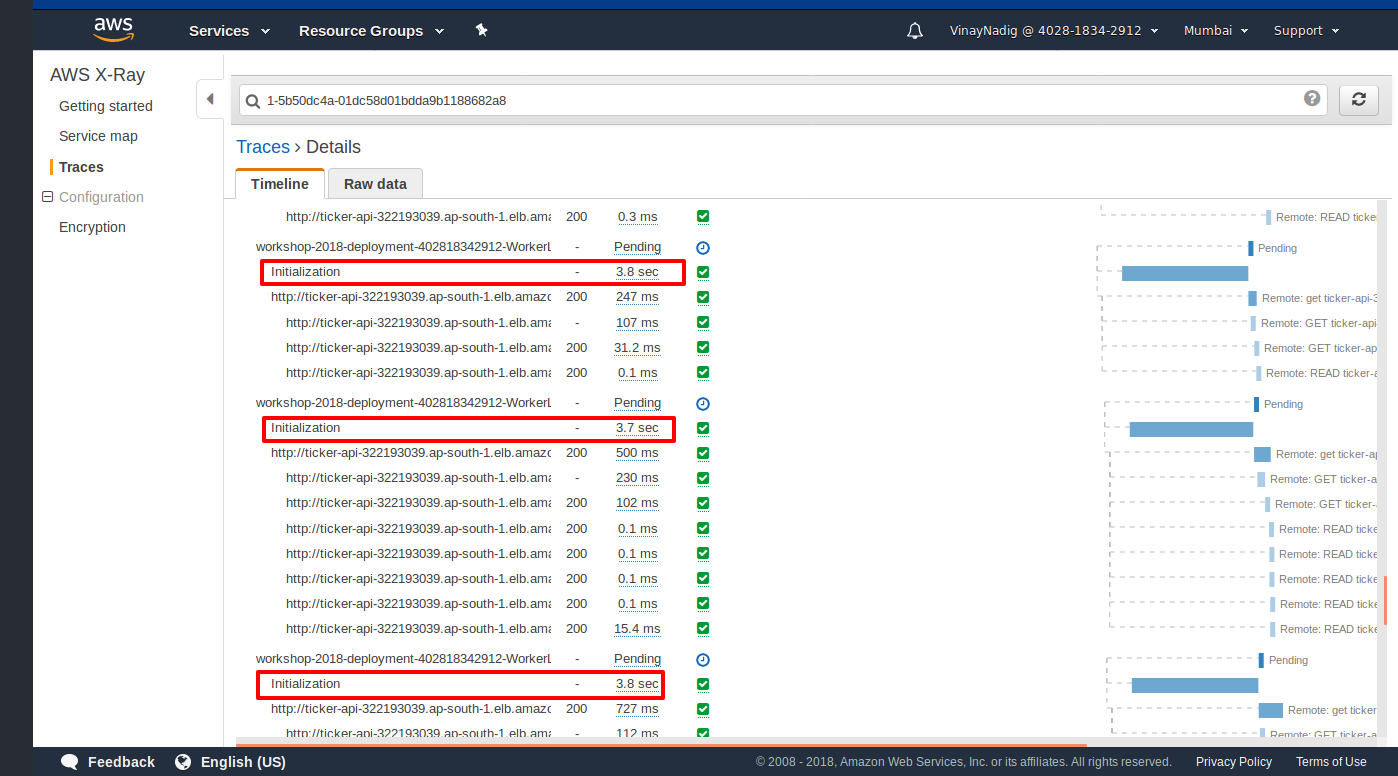 aws Services Resource Groups VinayNadig @ 4028-1834-2912 Mumbai Support
AWS X-Ray
Getting started
Service map
Traces
Configuration
Encryption
1-5b50dc4a-01dc58d01bdda9b1188682a8 ?
Traces > Details
Timeline Raw data
http://ticker-api-322193039.ap-south-1.elb.ama 200 0.3 ms Remote: READ ticke
workshop-2018-deployment-402818342912-WorkerL - Pending Pending
Initialization - 3.8 sec
http://ticker-api-322193039.ap-south-1.elb.amazo 200 247 ms Remote: get ticker-api-3
http://ticker-api-322193039.ap-south-1.elb.ama - 107 ms Remote: GET ticker-api-
http://ticker-api-322193039.ap-south-1.elb.ama 200 31.2 ms Remote: GET ticker-ap
http://ticker-api-322193039.ap-south-1.elb.ama 200 0.1 ms Remote: READ ticker-a
workshop-2018-deployment-402818342912-WorkerL - Pending Pending
Initialization - 3.7 sec
http://ticker-api-322193039.ap-south-1.elb.amazo 200 500 ms Remote: get ticker-ap
http://ticker-api-322193039.ap-south-1.elb.ama - 230 ms Remote: GET ticker-a
http://ticker-api-322193039.ap-south-1.elb.ama 200 102 ms Remote: GET ticker-
http://ticker-api-322193039.ap-south-1.elb.ama 200 0.1 ms Remote: READ ticke
http://ticker-api-322193039.ap-south-1.elb.ama 200 0.1 ms Remote: READ ticke
http://ticker-api-322193039.ap-south-1.elb.ama 200 0.1 ms Remote: READ ticke
http://ticker-api-322193039.ap-south-1.elb.ama 200 0.1 ms Remote: READ ticke
http://ticker-api-322193039.ap-south-1.elb.ama 200 15.4 ms Remote: READ ticke
workshop-2018-deployment-402818342912-WorkerL - Pending Pending
Initialization - 3.8 sec
http://ticker-api-322193039.ap-south-1.elb.amazo 200 727 ms Remote: get ticker
http://ticker-api-322193039.ap-south-1.elb.ama - 112 ms Remote: GET ticker-a
Feedback English (US) © 2008 - 2018, Amazon Web Services, Inc. or its affiliates. All rights reserved. Privacy Policy Terms of Use